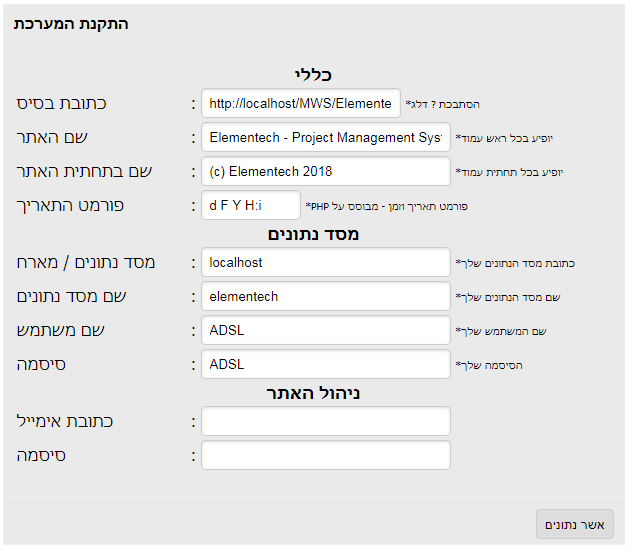 התקנת המערכת
כללי
כתובת בסיס : http://localhost/MWS/Elemente *הסתבכת ? דלג
שם האתר : Elementech - Project Management Syst *יופיע בכל ראש עמוד
שם בתחתית האתר : (c) Elementech 2018 *יופיע בכל תחתית עמוד
פורמט התאריך : d F Y H:i *פורמט תאריך וזמן - מבוסס על PHP
מסד נתונים
מסד נתונים / מארח : localhost *כתובת מסד הנתונים שלך
שם מסד נתונים : elementech *שם מסד הנתונים שלך
שם משתמש : ADSL *שם המשתמש שלך
סיסמה : ADSL *הסיסמה שלך
ניהול האתר
כתובת אימייל :
סיסמה :
אשר נתונים